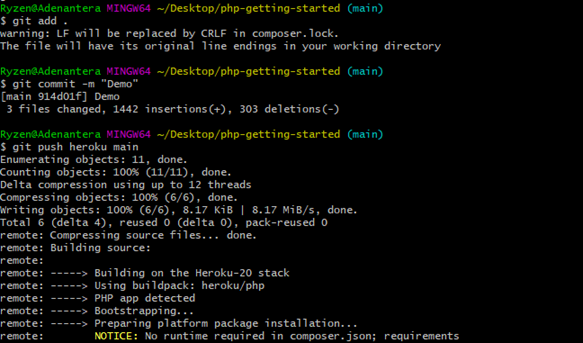 Ryzen@Adenantera MINGW64 ~/Desktop/php-getting-started (main)
$ git add .
warning: LF will be replaced by CRLF in composer.lock.
The file will have its original line endings in your working directory
Ryzen@Adenantera MINGW64 ~/Desktop/php-getting-started (main)
$ git commit -m "Demo"
[main 914d01f] Demo
 3 files changed, 1442 insertions(+), 303 deletions(-)
Ryzen@Adenantera MINGW64 ~/Desktop/php-getting-started (main)
$ git push heroku main
Enumerating objects: 11, done.
Counting objects: 100% (11/11), done.
Delta compression using up to 12 threads
Compressing objects: 100% (6/6), done.
Writing objects: 100% (6/6), 8.17 KiB | 8.17 MiB/s, done.
Total 6 (delta 4), reused 0 (delta 0), pack-reused 0
remote: Compressing source files... done.
remote: Building source:
remote:
remote: -----> Building on the Heroku-20 stack
remote: -----> Using buildpack: heroku/php
remote: -----> PHP app detected
remote: -----> Bootstrapping...
remote: -----> Preparing platform package installation...
remote:        NOTICE: No runtime required in composer.json; requirements